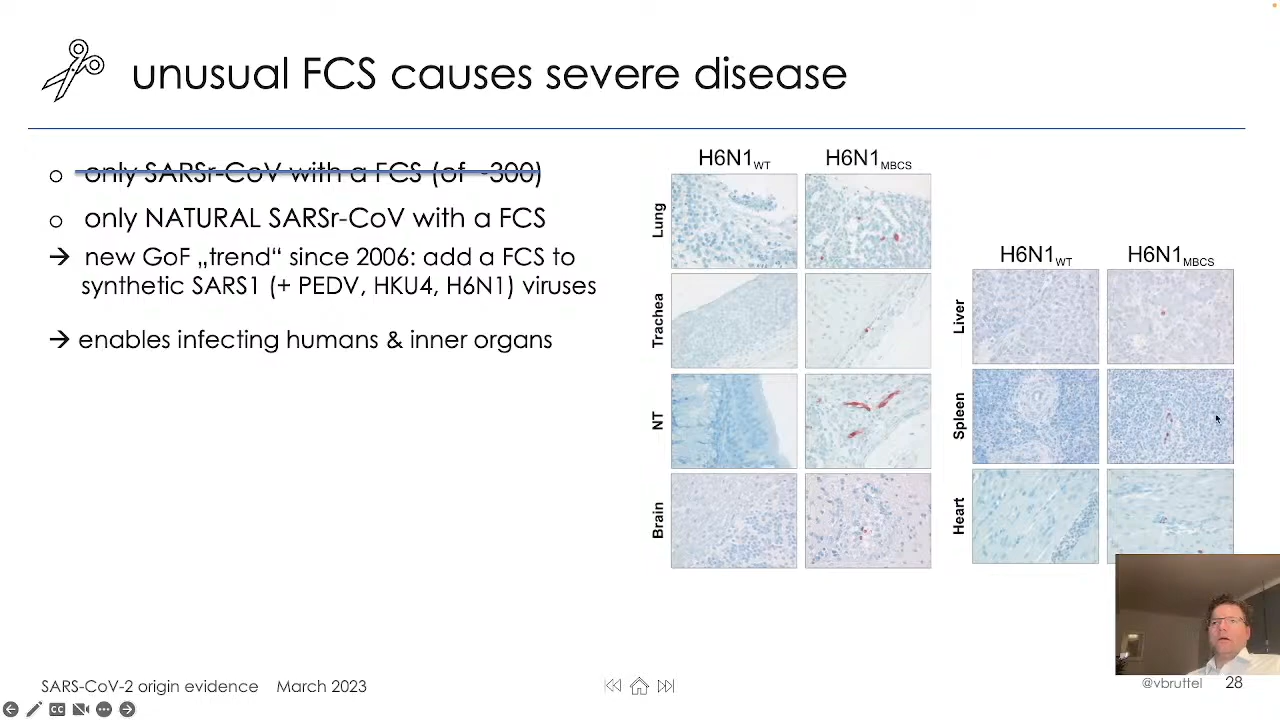 unusual FCS causes severe disease
o only SARSr-CoV with a FCS (of ~300)
o only NATURAL SARSr-CoV with a FCS
→ new GoF „trend“ since 2006: add a FCS to
synthetic SARS1 (+ PEDV, HKU4, H6N1) viruses
→ enables infecting humans & inner organs
H6N1WT H6N1MBCS
Lung
Trachea
NT
Brain
H6N1WT H6N1MBCS
Liver
Spleen
Heart
SARS-CoV-2 origin evidence March 2023
@vbruttel 28
CC